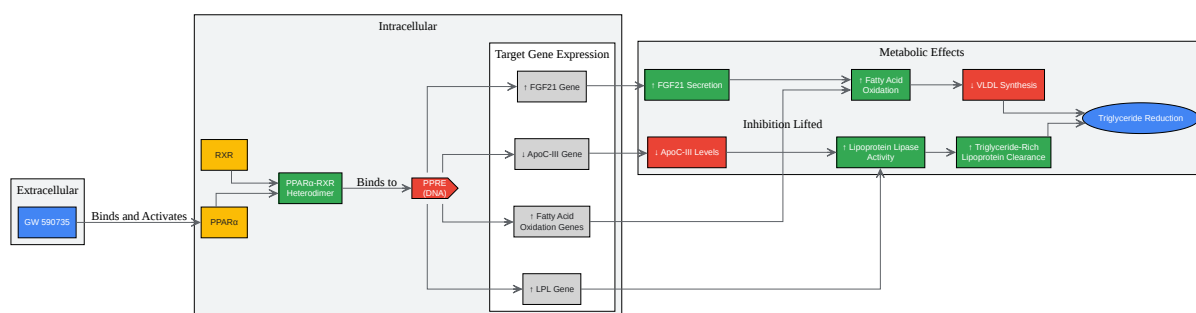 Intracellular
Target Gene Expression
Metabolic Effects
↑ FGF21 Gene
↑ FGF21 Secretion
↑ Fatty Acid
Oxidation
↓ VLDL Synthesis
Triglyceride Reduction
Inhibition Lifted
RXR
↓ ApoC-III Gene
↓ ApoC-III Levels
↑ Lipoprotein Lipase
Activity
↑ Triglyceride-Rich
Lipoprotein Clearance
Extracellular
GW 590735
Binds and Activates
PPARα
PPARα-RXR
Heterodimer
Binds to
PPRE
(DNA)
↑ Fatty Acid
Oxidation Genes
↑ LPL Gene